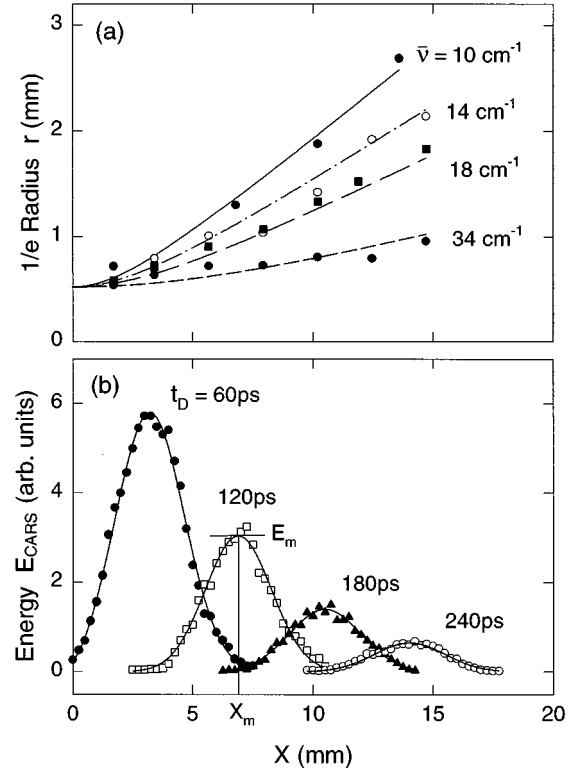 (a)
3
2
1
0
1/e Radius r (mm)
ν̄ = 10 cm⁻¹
14 cm⁻¹
18 cm⁻¹
34 cm⁻¹
(b)
6
4
2
0
Energy E_CARS (arb. units)
t_D = 60ps
120ps
E_m
180ps
240ps
0
5
10
15
20
X_m
X (mm)